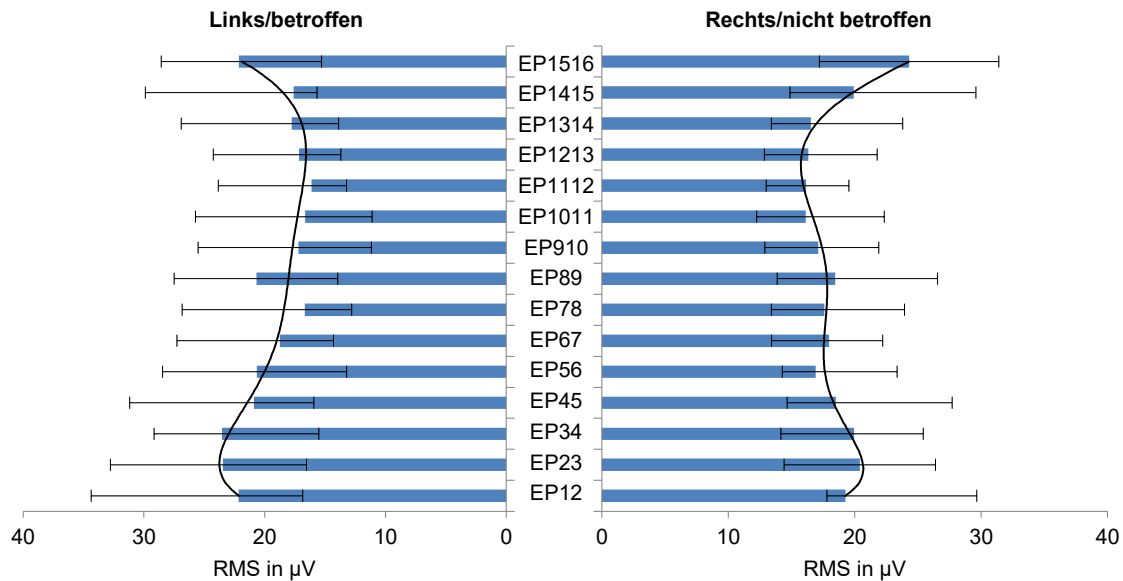 Links/betroffen
Rechts/nicht betroffen
EP1516
EP1415
EP1314
EP1213
EP1112
EP1011
EP910
EP89
EP78
EP67
EP56
EP45
EP34
EP23
EP12
40 30 20 10 0
0 10 20 30 40
RMS in µV
RMS in µV